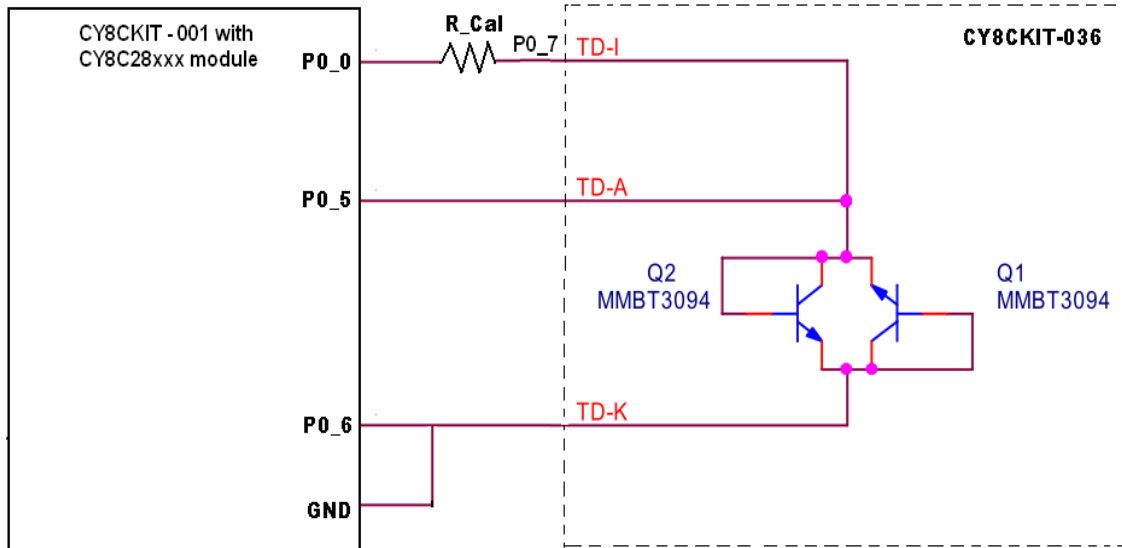 CY8CKIT - 001 with
CY8C28xxx module
R_Cal
P0_0
P0_7
TD-I
CY8CKIT-036
P0_5
TD-A
Q2
MMBT3094
Q1
MMBT3094
P0_6
TD-K
GND